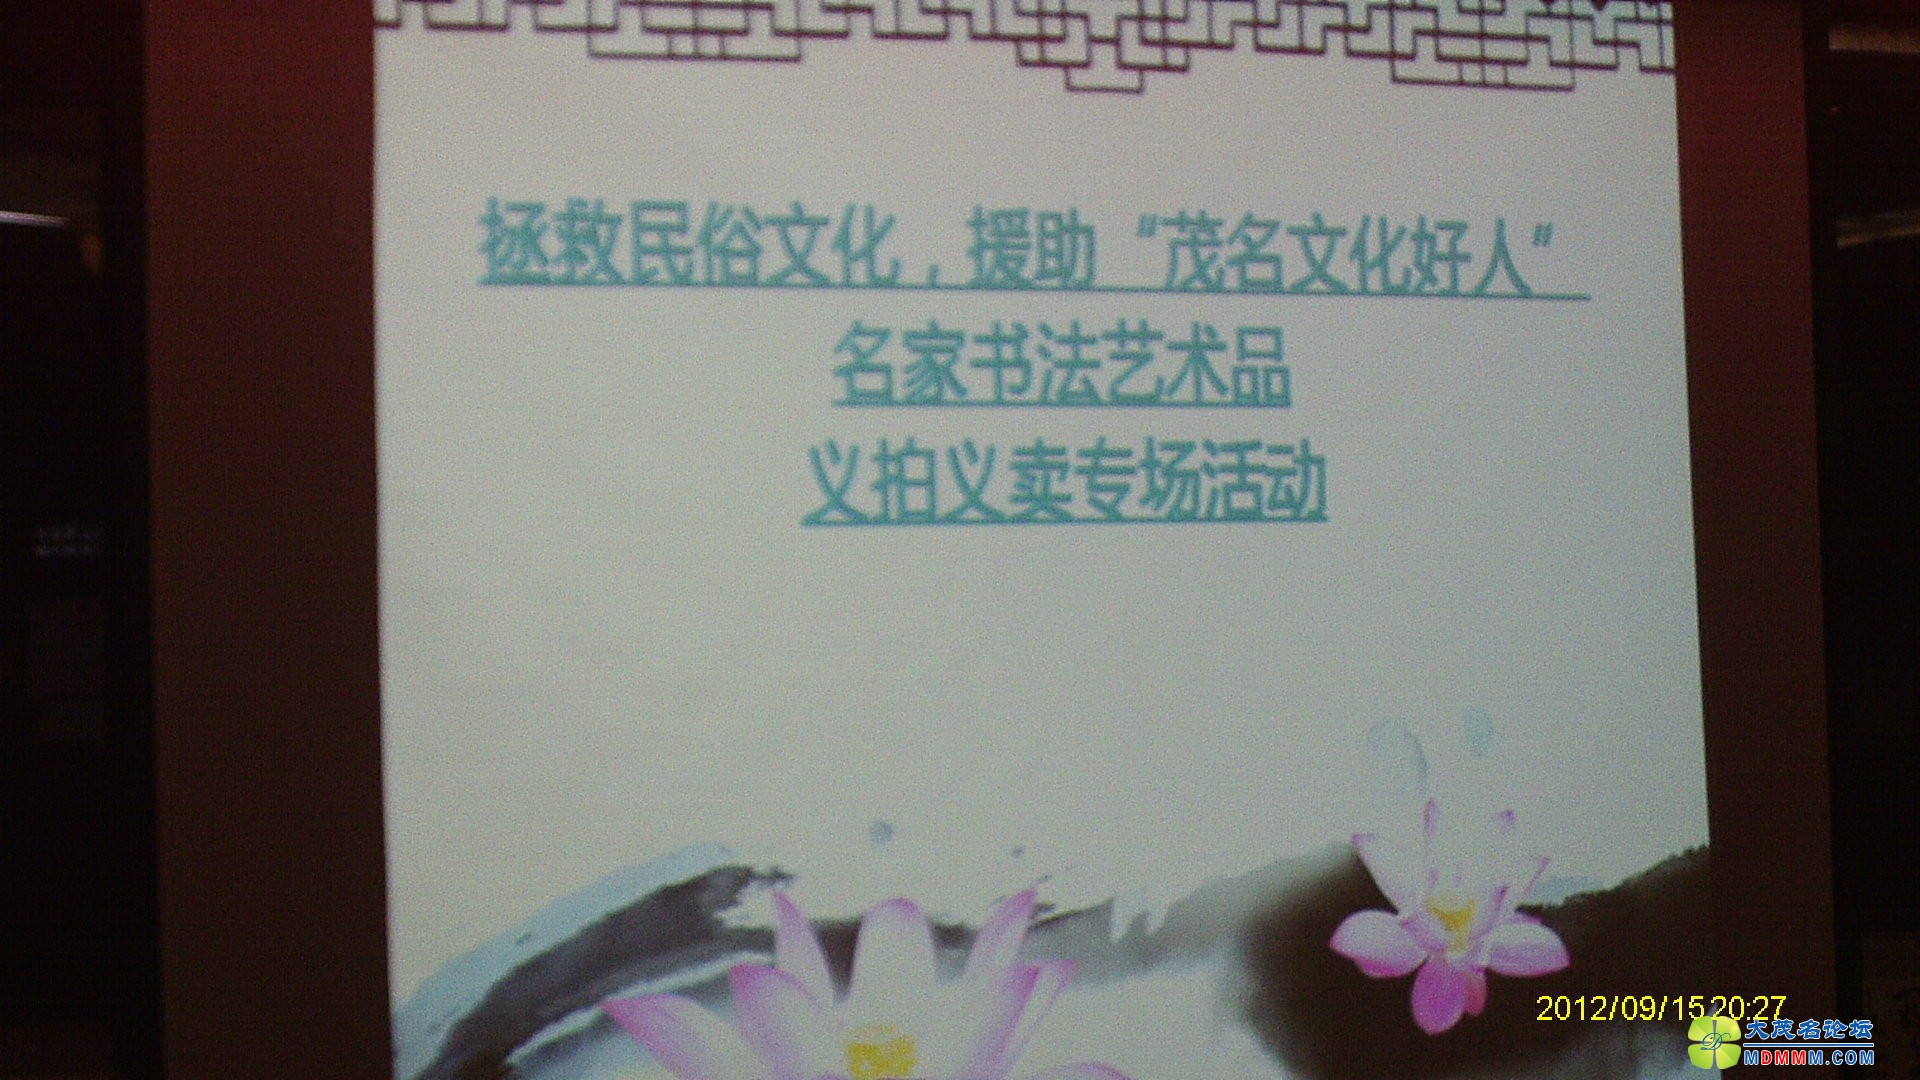 拯救民俗文化，援助“茂名文化好人”
名家书法艺术品
义拍义卖专场活动
2012/09/15 20:27
大茂名论坛
MDMMM.COM